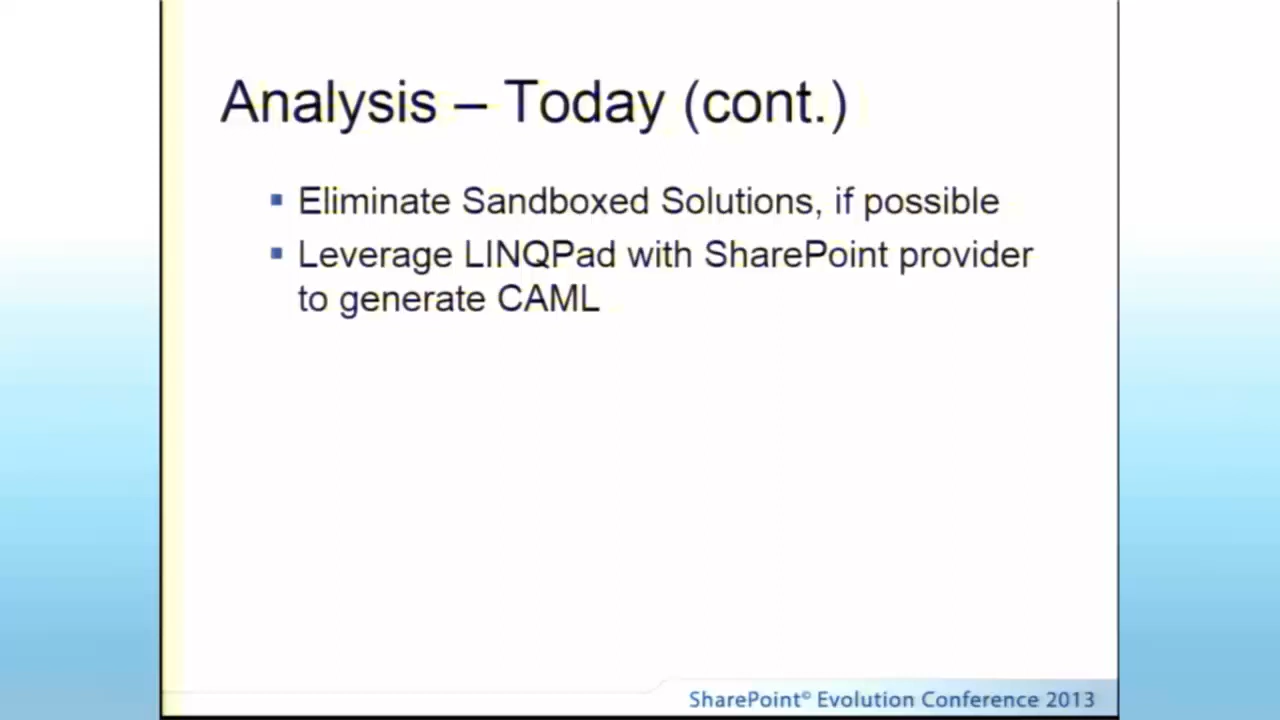 Analysis – Today (cont.)
Eliminate Sandboxed Solutions, if possible
Leverage LINQPad with SharePoint provider
to generate CAML
SharePoint© Evolution Conference 2013